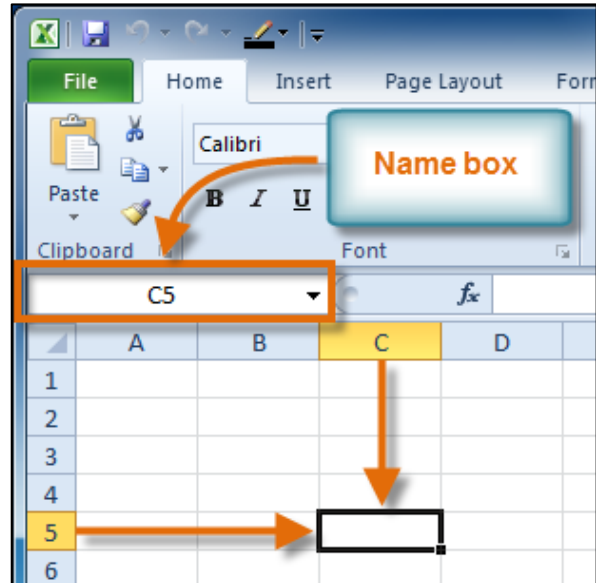 File Home Insert Page Layout
Calibri
Name box
Paste
B I U
Clipboard Font
C5 fx
A B C D
1
2
3
4
5
6